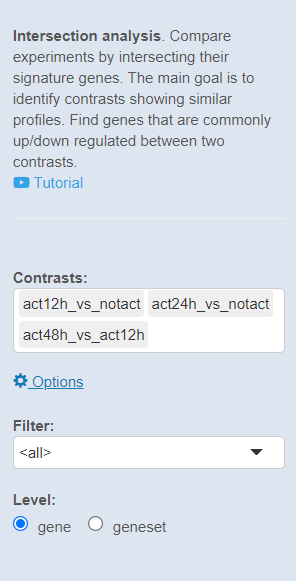 Intersection analysis. Compare
experiments by intersecting their
signature genes. The main goal is to
identify contrasts showing similar
profiles. Find genes that are commonly
up/down regulated between two
contrasts.
Tutorial
Contrasts:
act12h_vs_notact act24h_vs_notact
act48h_vs_act12h
Options
Filter:
<all>
Level:
gene geneset